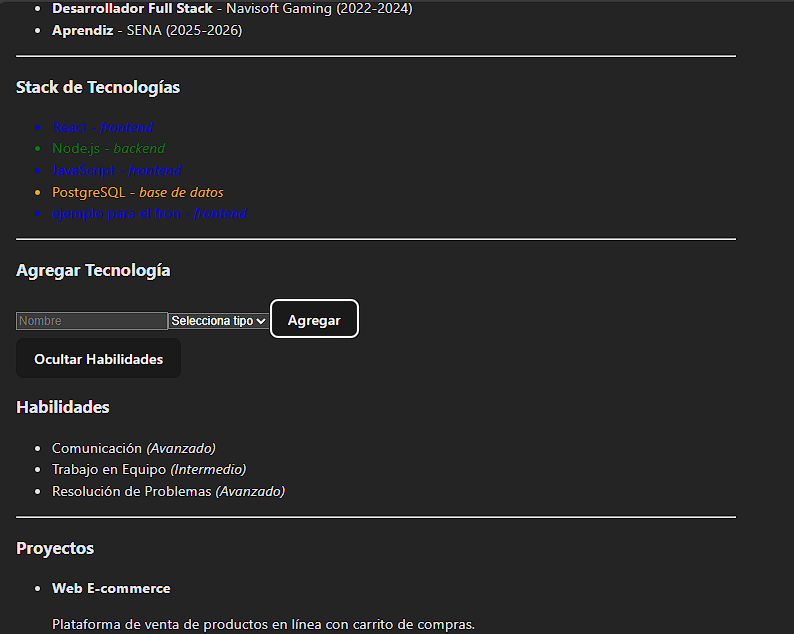 Desarrollador Full Stack - Navisoft Gaming (2022-2024)
Aprendiz - SENA (2025-2026)
Stack de Tecnologías
React - frontend
Node.js - backend
JavaScript - frontend
PostgreSQL - base de datos
ejemplo para el - frontend
Agregar Tecnología
Nombre
Selecciona tipo
Agregar
Ocultar Habilidades
Habilidades
Comunicación (Avanzado)
Trabajo en Equipo (Intermedio)
Resolución de Problemas (Avanzado)
Proyectos
Web E-commerce
Plataforma de venta de productos en línea con carrito de compras.